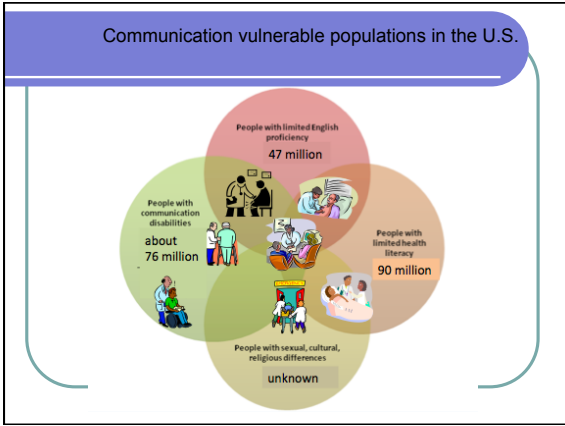 Communication vulnerable populations in the U.S.
People with limited English
proficiency
47 million
People with
communication
disabilities
about
76 million
People with
limited health
literacy
90 million
People with sexual, cultural,
religious differences
unknown